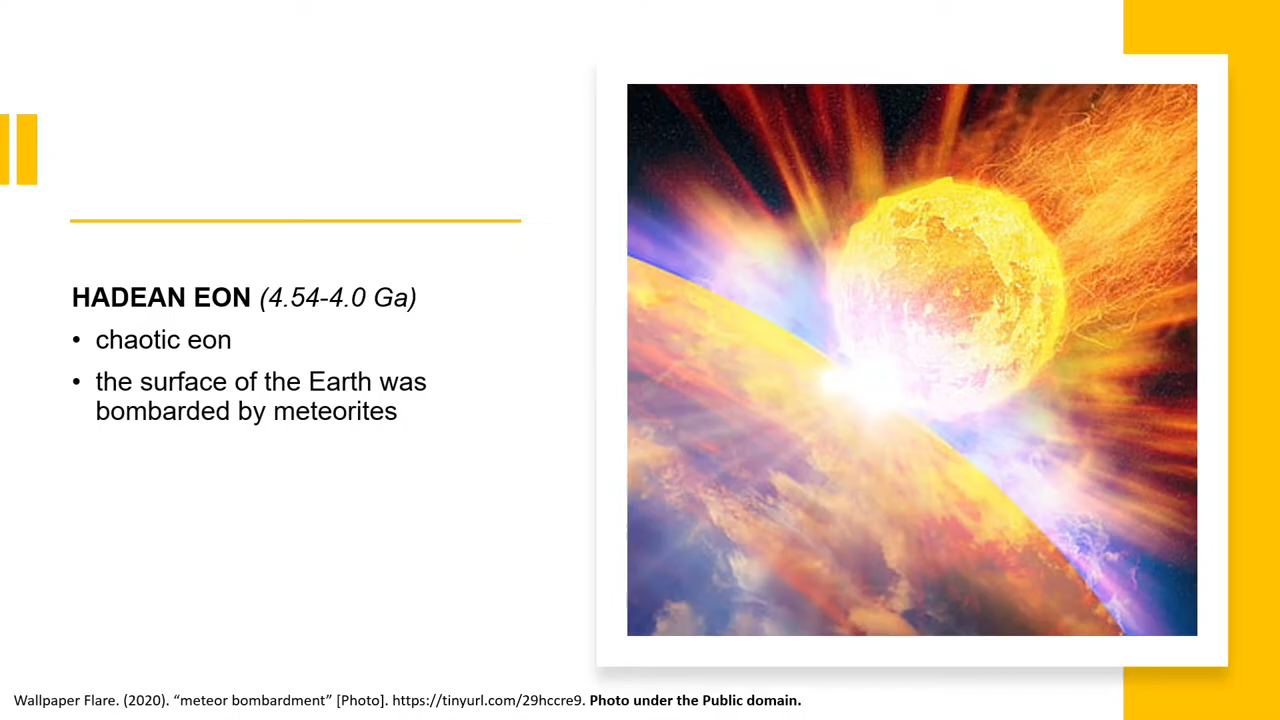 HADEAN EON (4.54-4.0 Ga)
• chaotic eon
• the surface of the Earth was
bombarded by meteorites
Wallpaper Flare. (2020). “meteor bombardment” [Photo]. https://tinyurl.com/29hccre9. Photo under the Public domain.